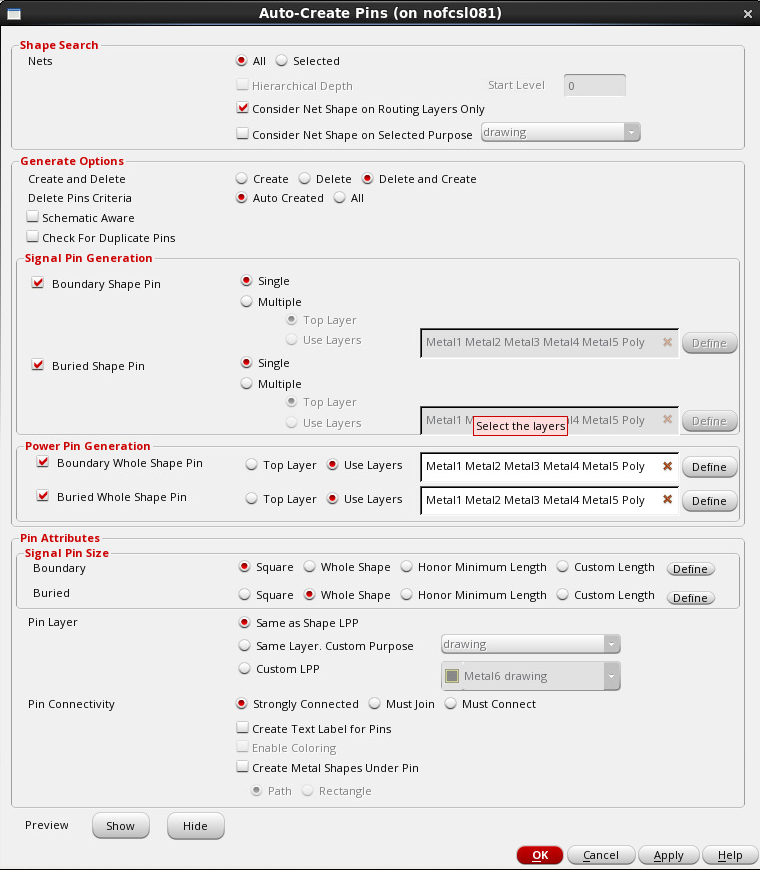 Auto-Create Pins (on nofcsl081)
Shape Search
Nets All Selected
Hierarchical Depth Start Level 0
Consider Net Shape on Routing Layers Only
Consider Net Shape on Selected Purpose drawing
Generate Options
Create and Delete Create Delete Delete and Create
Delete Pins Criteria Auto Created All
Schematic Aware
Check For Duplicate Pins
Signal Pin Generation
Boundary Shape Pin Single
Multiple
Top Layer
Use Layers Metal1 Metal2 Metal3 Metal4 Metal5 Poly Define
Buried Shape Pin Single
Multiple
Top Layer
Use Layers Metal1 Metal4 Metal5 Poly Define
Select the layers
Power Pin Generation
Boundary Whole Shape Pin Top Layer Use Layers Metal1 Metal2 Metal3 Metal4 Metal5 Poly Define
Buried Whole Shape Pin Top Layer Use Layers Metal1 Metal2 Metal3 Metal4 Metal5 Poly Define
Pin Attributes
Signal Pin Size
Boundary Square Whole Shape Honor Minimum Length Custom Length Define
Buried Square Whole Shape Honor Minimum Length Custom Length Define
Pin Layer Same as Shape LPP
Same Layer. Custom Purpose drawing
Custom LPP Metal6 drawing
Pin Connectivity Strongly Connected Must Join Must Connect
Create Text Label for Pins
Enable Coloring
Create Metal Shapes Under Pin
Path Rectangle
Preview Show Hide
OK Cancel Apply Help